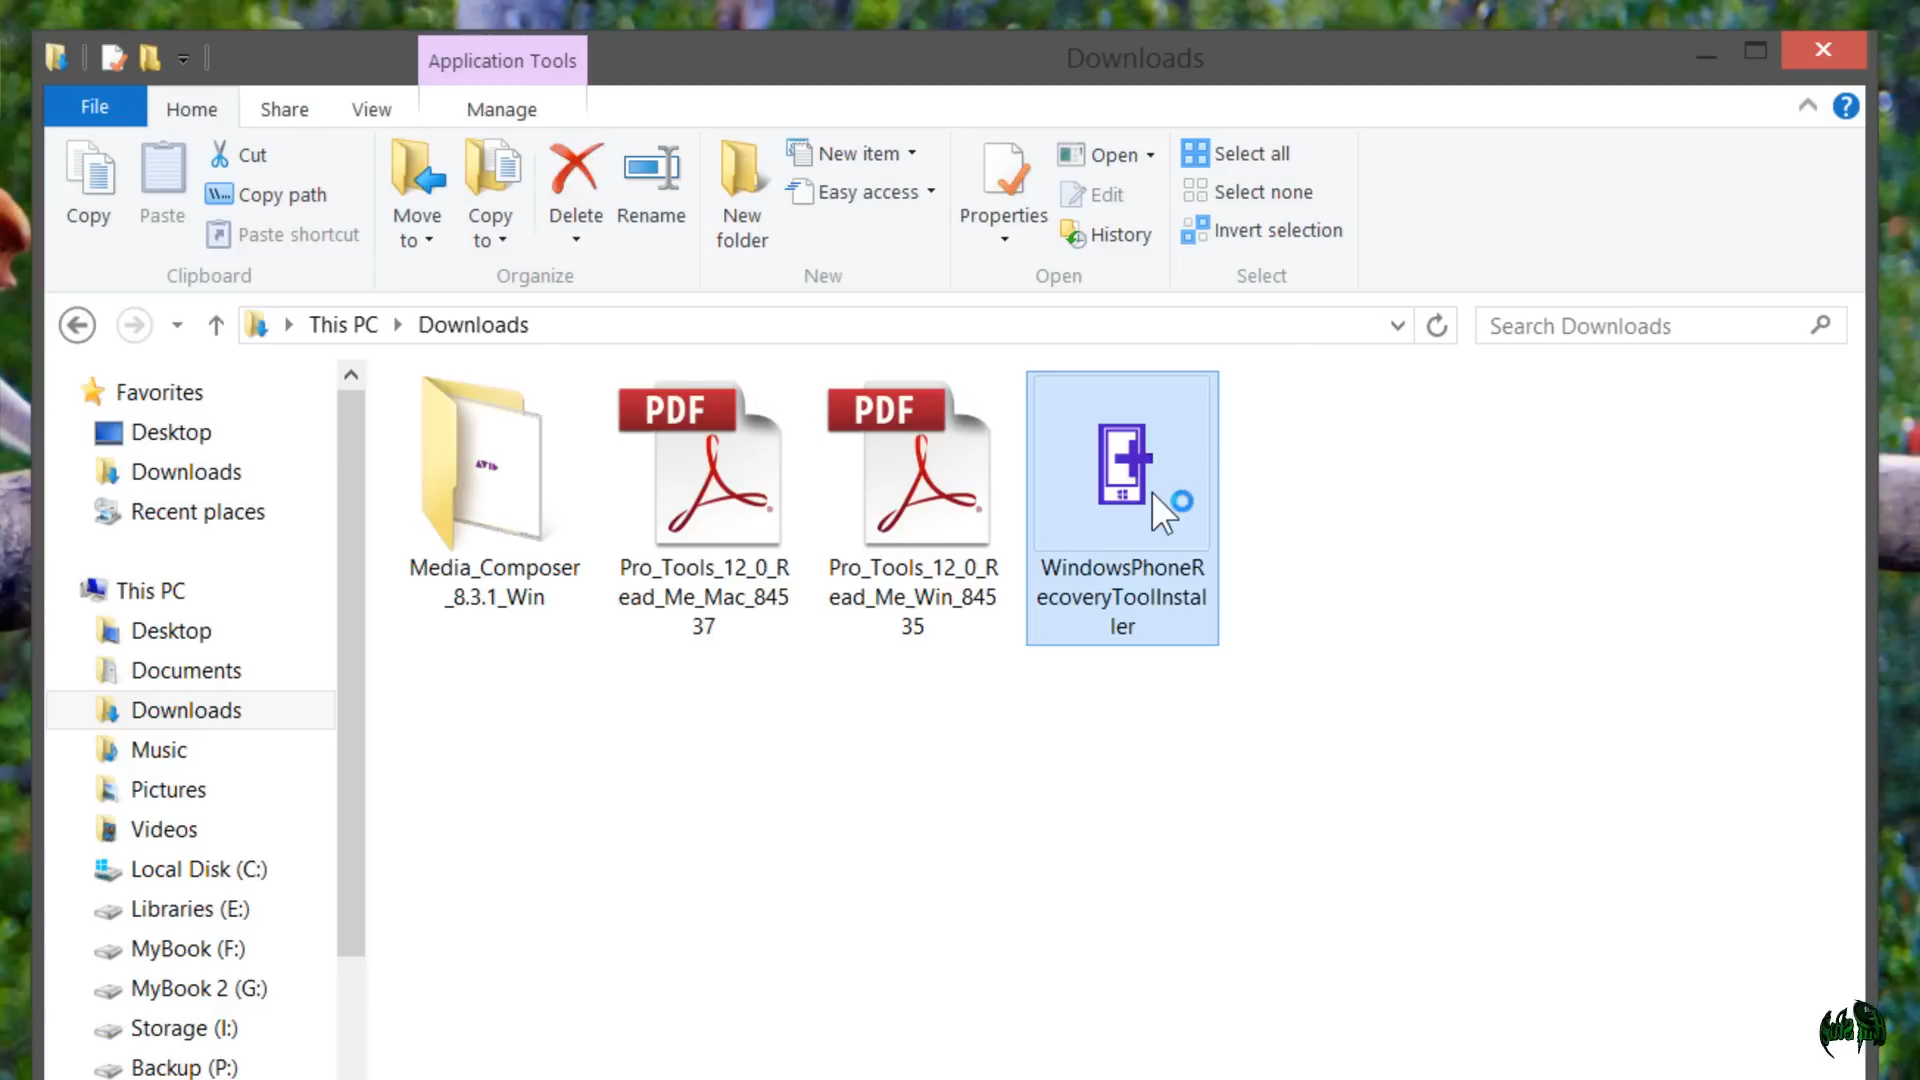 Application Tools
Downloads
File
Home
Share
View
Manage
Copy
Paste
Cut
Copy path
Paste shortcut
Clipboard
Move to
Copy to
Delete
Rename
Organize
New folder
New item
Easy access
New
Properties
Open
Edit
History
Open
Select all
Select none
Invert selection
Select
This PC
Downloads
Search Downloads
Favorites
Desktop
Downloads
Recent places
This PC
Desktop
Documents
Downloads
Music
Pictures
Videos
Local Disk (C:)
Libraries (E:)
MyBook (F:)
MyBook 2 (G:)
Storage (I:)
Backup (P:)
AVID
Media_Composer
_8.3.1_Win
PDF
Pro_Tools_12_0_R
ead_Me_Mac_845
37
PDF
Pro_Tools_12_0_R
ead_Me_Win_845
35
WindowsPhoneR
ecoveryToolInstal
ler